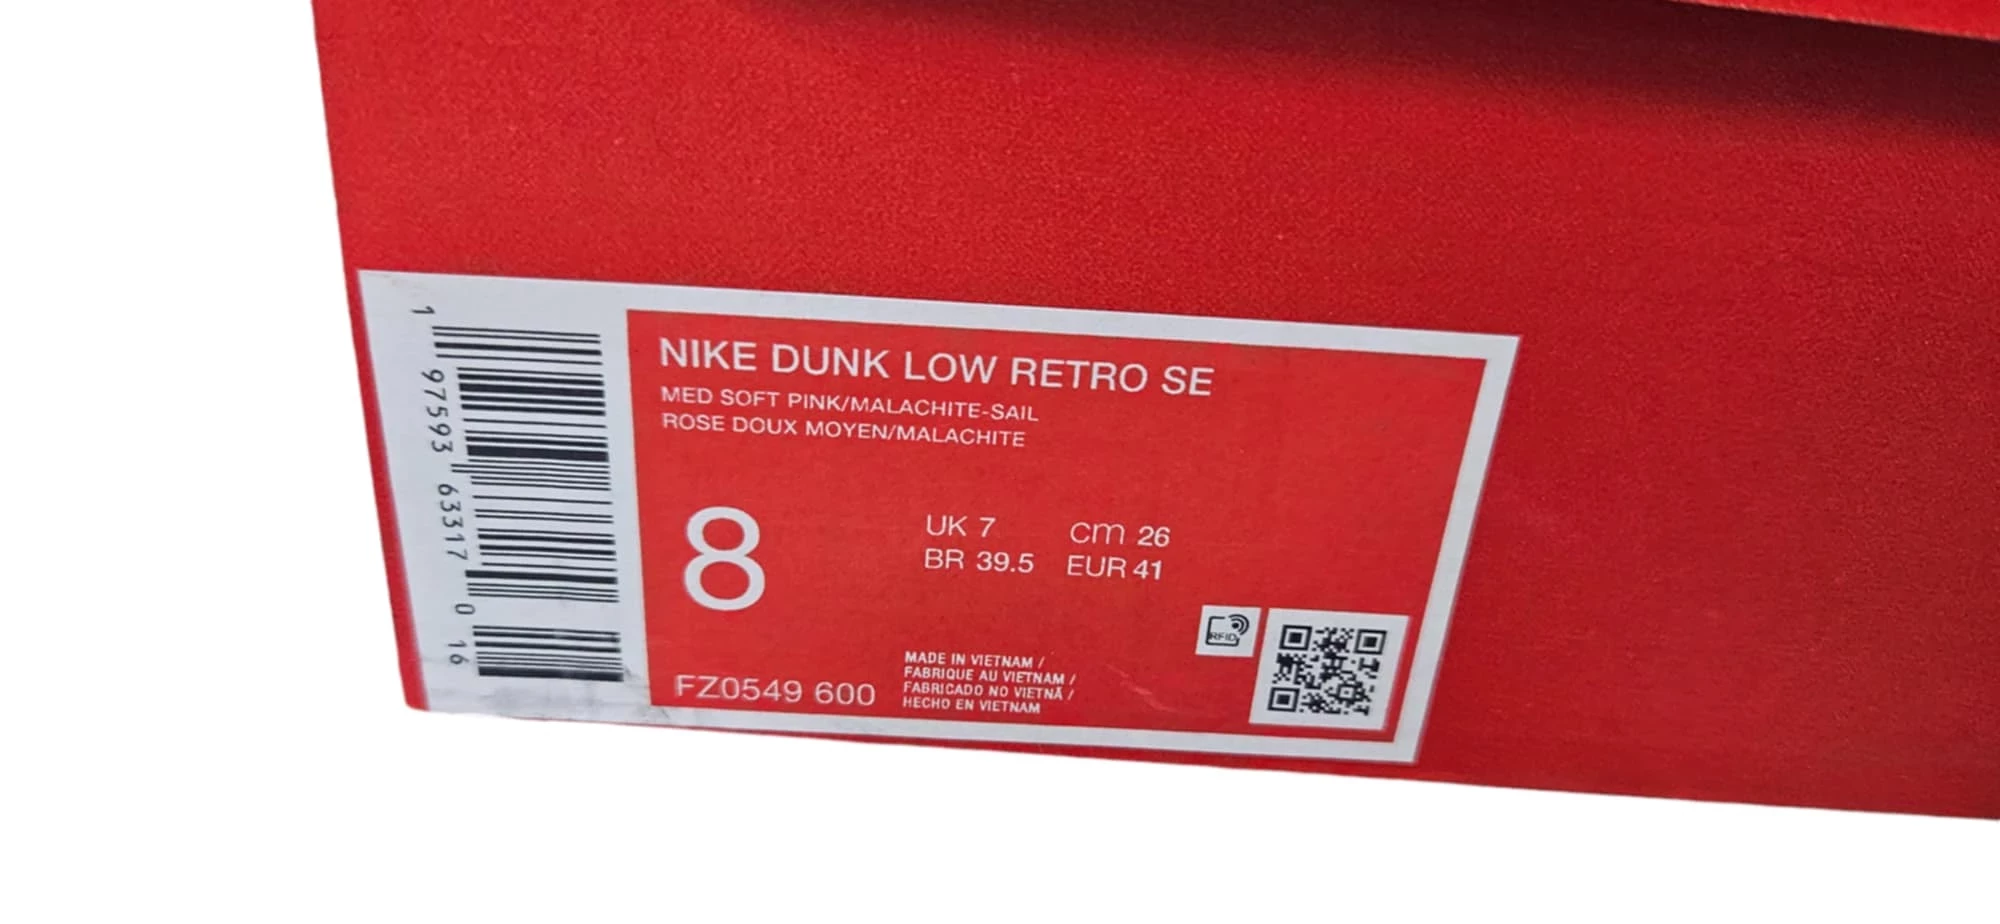 1 97593 63317 0 16
NIKE DUNK LOW RETRO SE
MED SOFT PINK/MALACHITE-SAIL
ROSE DOUX MOYEN/MALACHITE
8
UK 7 cm 26
BR 39.5 EUR 41
RFID
FZ0549 600
MADE IN VIETNAM /
FABRIQUE AU VIETNAM /
FABRICADO NO VIETNÃ /
HECHO EN VIETNAM